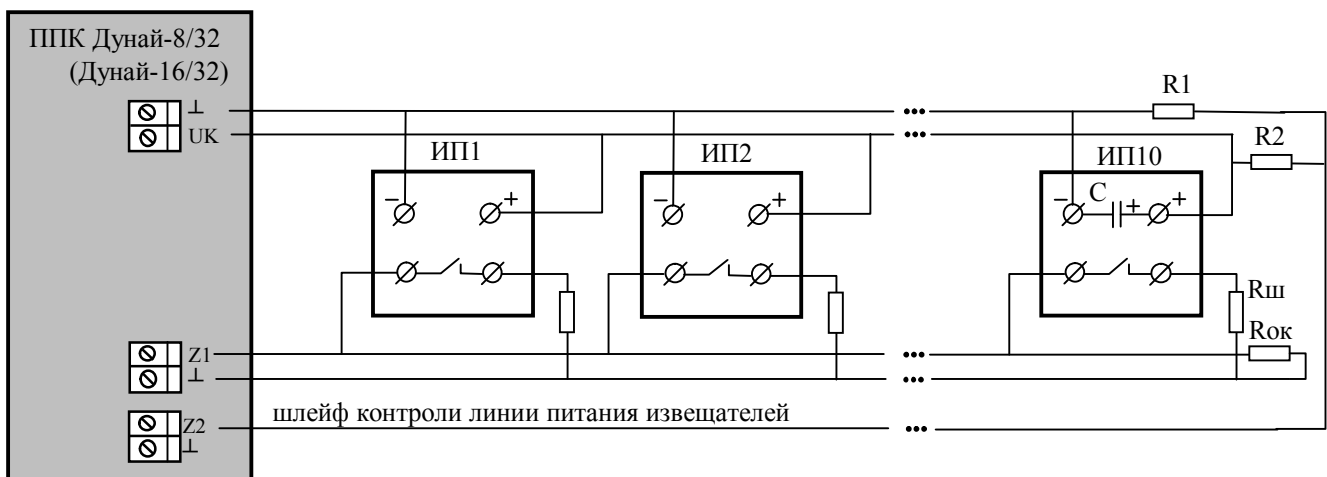 ППК Дунай-8/32
(Дунай-16/32)
⊥
UK
R1
R2
ИП1
ИП2
ИП10
- +
- +
- C + +
Rш
Rок
Z1
⊥
Z2
⊥
шлейф контроли линии питания извещателей